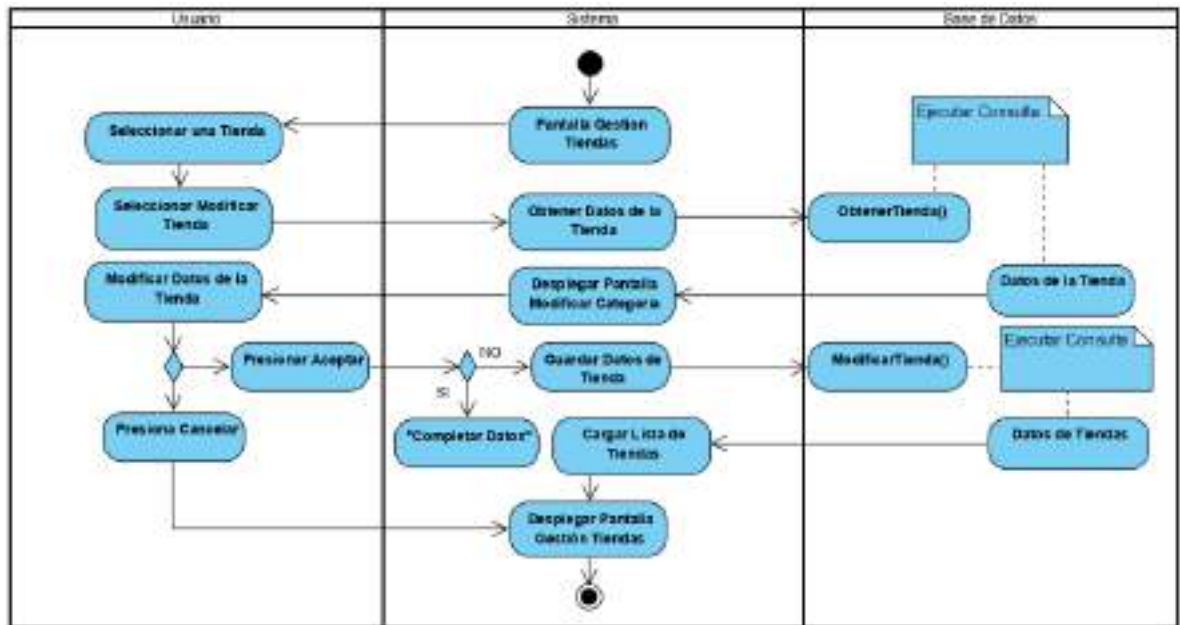 Usuario
Sistema
Base de Datos
Pantalla Gestion
Tiendas
Seleccionar una Tienda
Ejecutar Consulta
Seleccionar Modificar
Tienda
Obtener Datos de la
Tienda
ObtenerTienda()
Modificar Datos de la
Tienda
Desplegar Pantalla
Modificar Categoria
Datos de la Tienda
Presionar Aceptar
NO
SI
Guardar Datos de
Tienda
ModificarTienda()
Ejecutar Consulta
Presiona Cancelar
"Completar Datos"
Cargar Lista de
Tiendas
Datos de Tiendas
Desplegar Pantalla
Gestión Tiendas